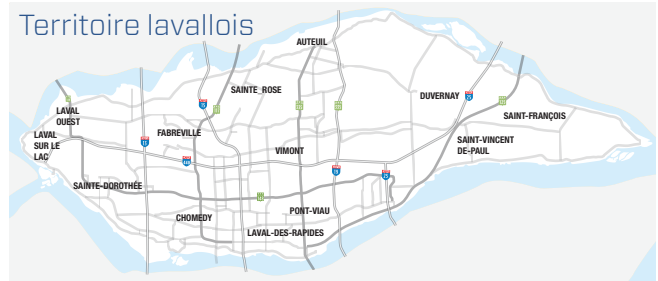 Territoire lavallois
AUTEUIL
SAINTE_ROSE
DUVERNAY
LAVAL
OUEST
SAINT-FRANÇOIS
FABREVILLE
LAVAL
SUR LE
LAC
VIMONT
SAINT-VINCENT
DE-PAUL
SAINTE-DOROTHÉE
CHOMEDY
PONT-VIAU
LAVAL-DES-RAPIDES